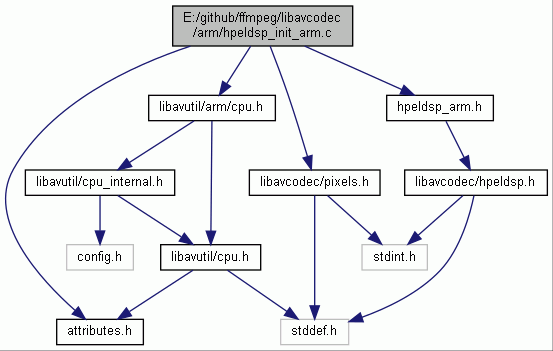 E:/github/ffmpeg/libavcodec
/arm/hpeldsp_init_arm.c
libavutil/arm/cpu.h
hpeldsp_arm.h
libavutil/cpu_internal.h
libavcodec/pixels.h
libavcodec/hpeldsp.h
config.h
libavutil/cpu.h
stdint.h
attributes.h
stddef.h